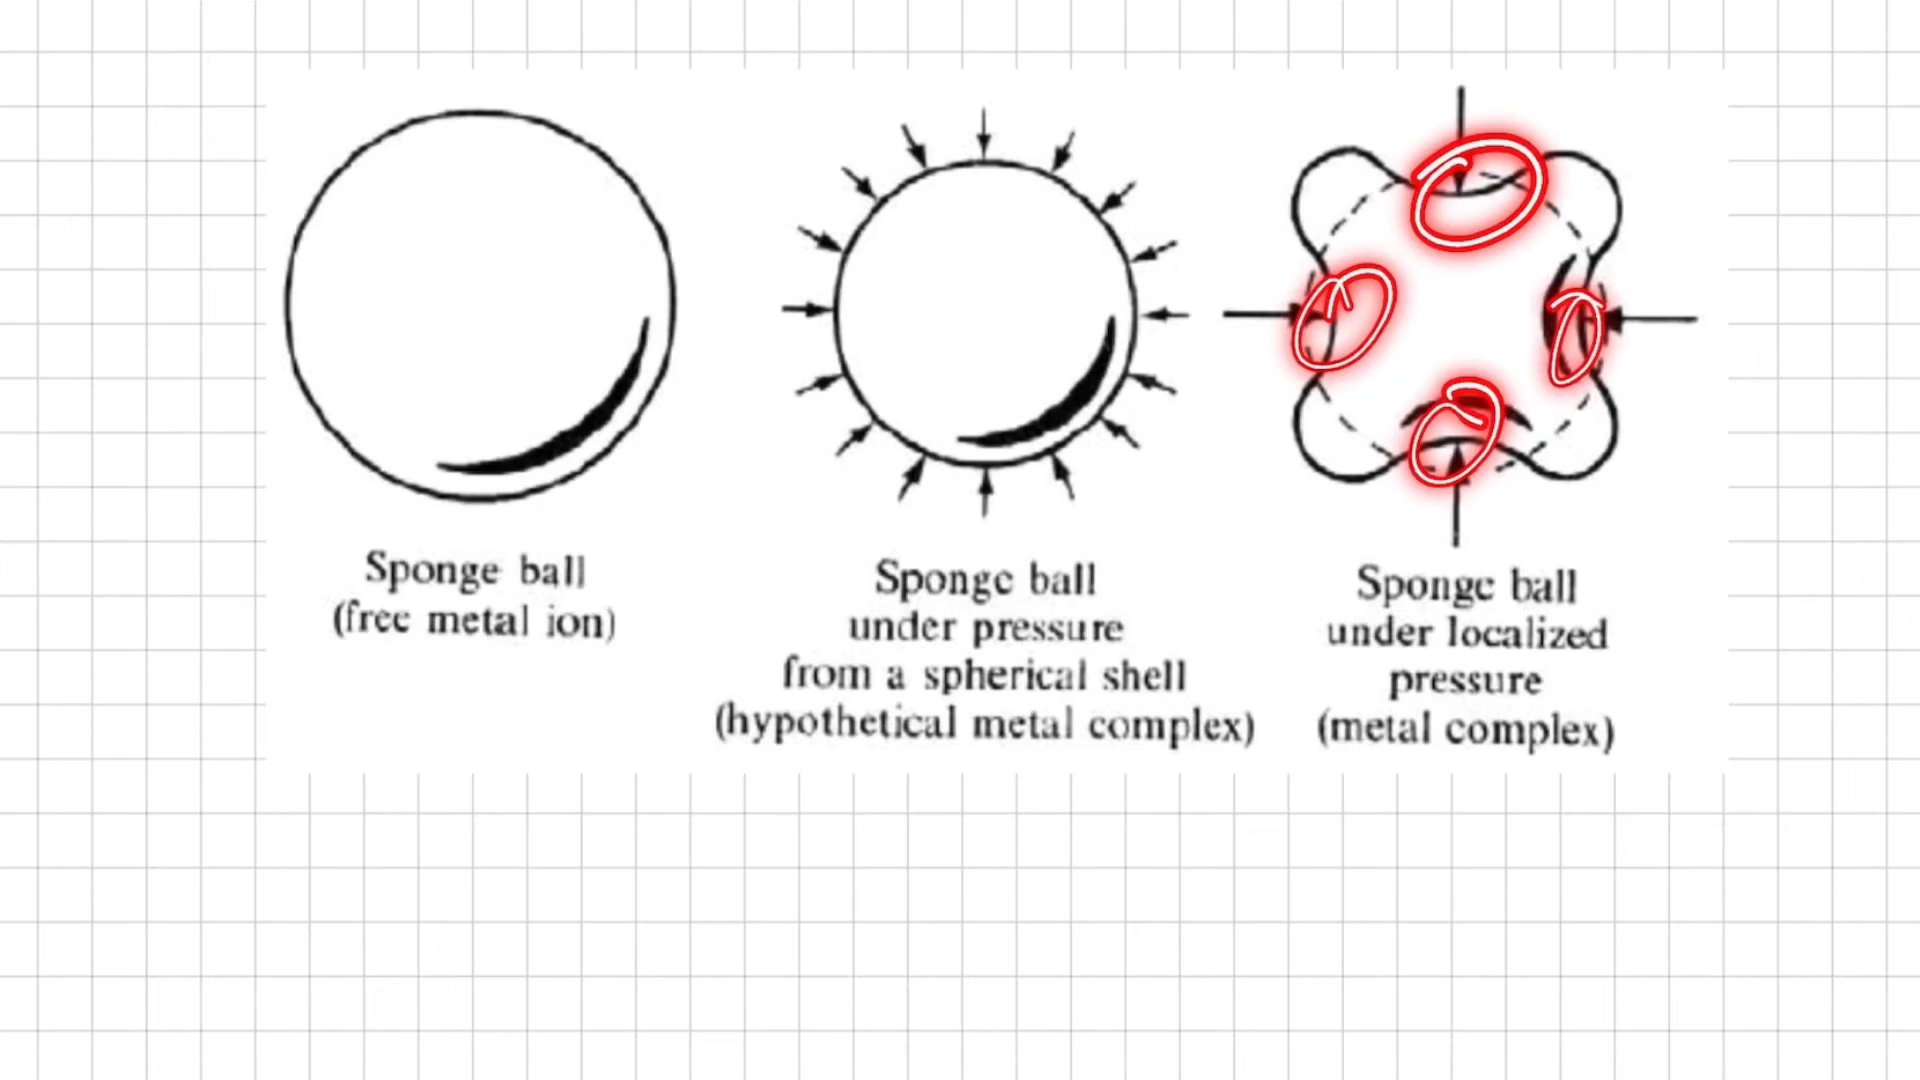 Sponge ball
(free metal ion)
Sponge ball
under pressure
from a spherical shell
(hypothetical metal complex)
Sponge ball
under localized
pressure
(metal complex)